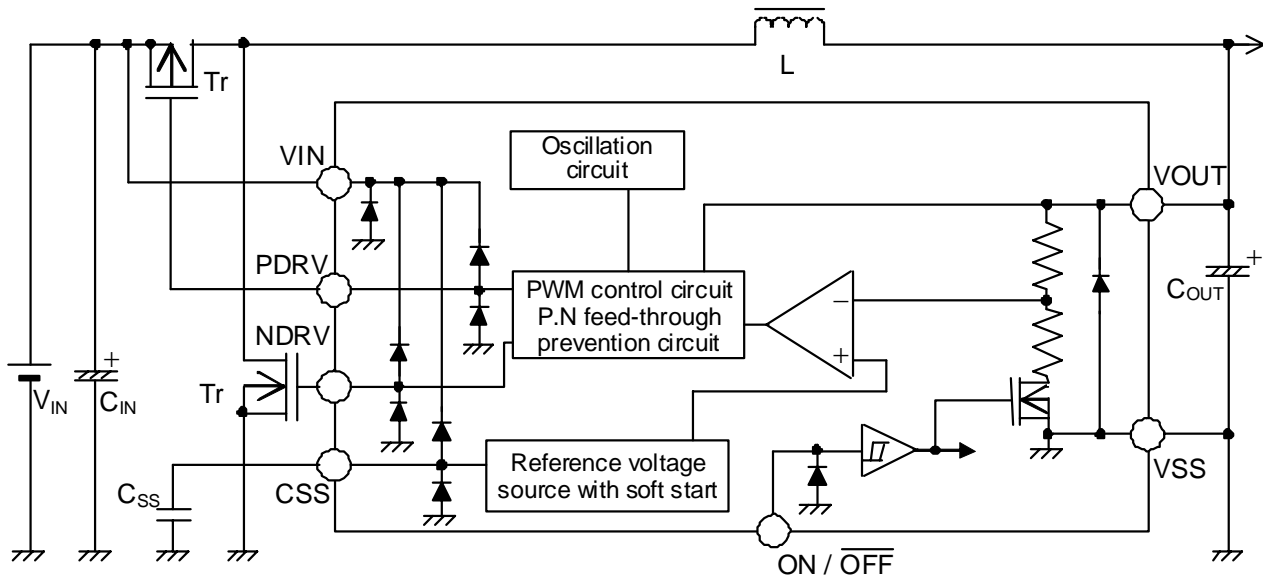 L
Tr
VIN
Oscillation
circuit
VOUT
PDRV
PWM control circuit
P.N feed-through
prevention circuit
−
+
+
COUT
NDRV
+
VIN
CIN
Tr
Reference voltage
source with soft start
CSS
CSS
VSS
ON / OFF